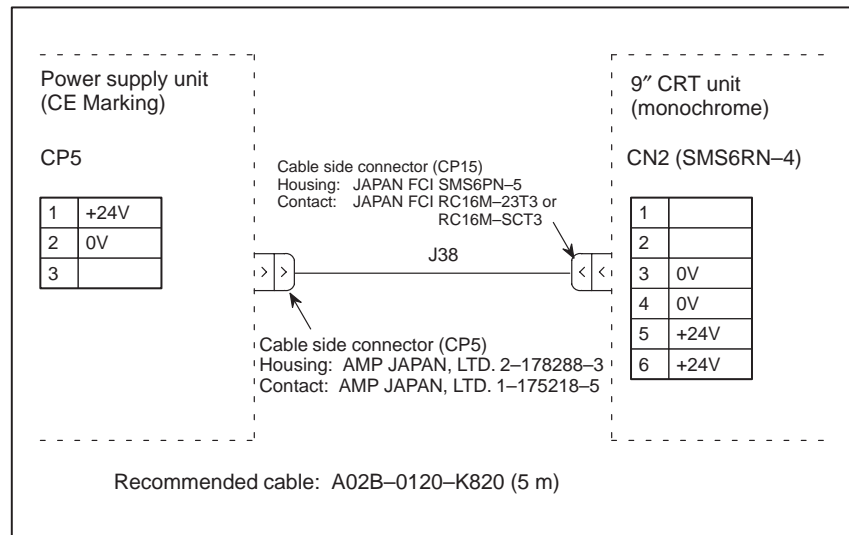 Power supply unit
(CE Marking)
CP5
1 +24V
2 0V
3
Cable side connector (CP15)
Housing: JAPAN FCI SMS6PN–5
Contact: JAPAN FCI RC16M–23T3 or
RC16M–SCT3
J38
Cable side connector (CP5)
Housing: AMP JAPAN, LTD. 2–178288–3
Contact: AMP JAPAN, LTD. 1–175218–5
9″ CRT unit
(monochrome)
CN2 (SMS6RN–4)
1
2
3 0V
4 0V
5 +24V
6 +24V
Recommended cable: A02B–0120–K820 (5 m)